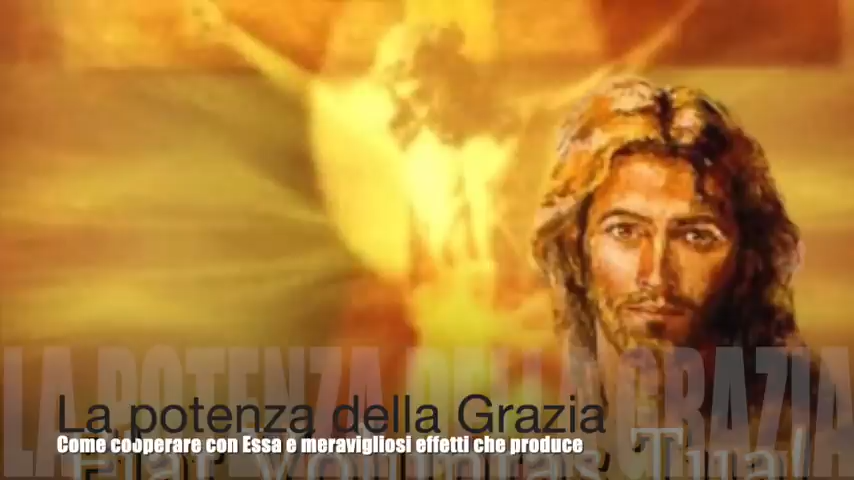 LA POTENZA DELLA GRAZIA
La potenza della Grazia
Come cooperare con Essa e meravigliosi effetti che produce
Fiat Voluntas Tua!